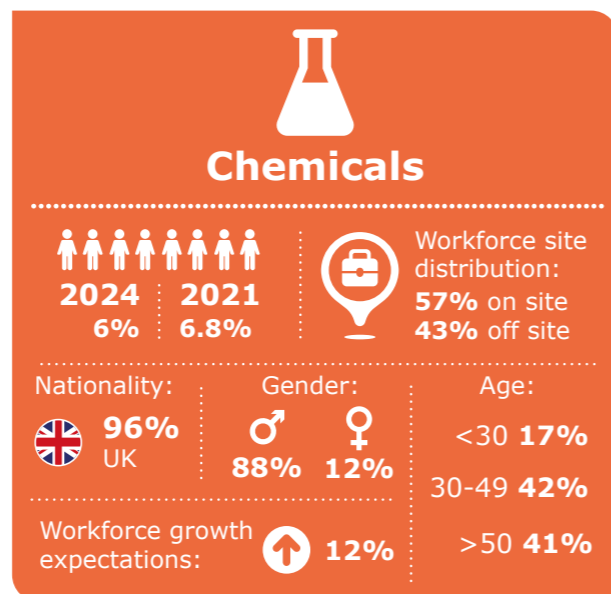 Chemicals
2024
6%
2021
6.8%
Workforce site
distribution:
57% on site
43% off site
Nationality:
96%
UK
Gender:
88%
12%
Age:
<30 17%
30-49 42%
>50 41%
Workforce growth
expectations:
12%